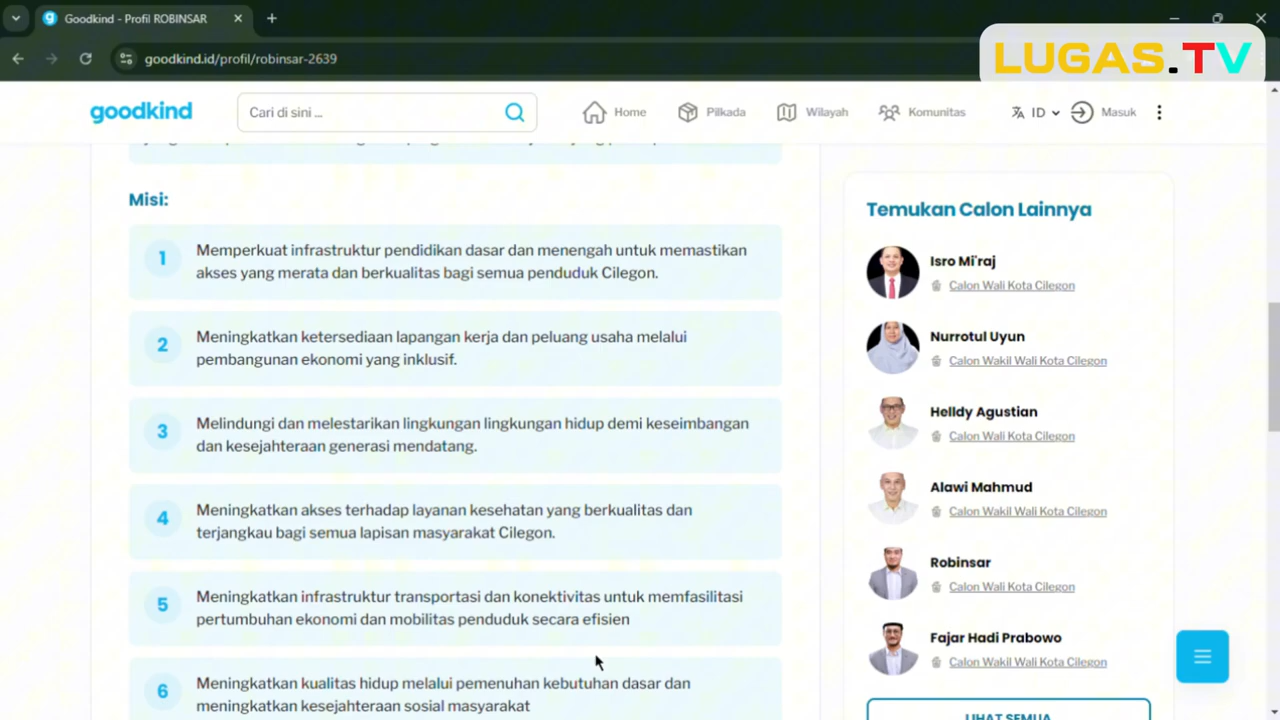 Goodkind - Profil ROBINSAR
LUGAS.TV
goodkind.id/profil/robinsar-2639
goodkind
Cari di sini ...
Home
Pilkada
Wilayah
Komunitas
ID
Masuk
Misi:
1
Memperkuat infrastruktur pendidikan dasar dan menengah untuk memastikan
akses yang merata dan berkualitas bagi semua penduduk Cilegon.
2
Meningkatkan ketersediaan lapangan kerja dan peluang usaha melalui
pembangunan ekonomi yang inklusif.
3
Melindungi dan melestarikan lingkungan lingkungan hidup demi keseimbangan
dan kesejahteraan generasi mendatang.
4
Meningkatkan akses terhadap layanan kesehatan yang berkualitas dan
terjangkau bagi semua lapisan masyarakat Cilegon.
5
Meningkatkan infrastruktur transportasi dan konektivitas untuk memfasilitasi
pertumbuhan ekonomi dan mobilitas penduduk secara efisien
6
Meningkatkan kualitas hidup melalui pemenuhan kebutuhan dasar dan
meningkatkan kesejahteraan sosial masyarakat
Temukan Calon Lainnya
Isro Mi'raj
Calon Wali Kota Cilegon
Nurrotul Uyun
Calon Wakil Wali Kota Cilegon
Helldy Agustian
Calon Wali Kota Cilegon
Alawi Mahmud
Calon Wakil Wali Kota Cilegon
Robinsar
Calon Wali Kota Cilegon
Fajar Hadi Prabowo
Calon Wakil Wali Kota Cilegon
LIHAT SEMUA